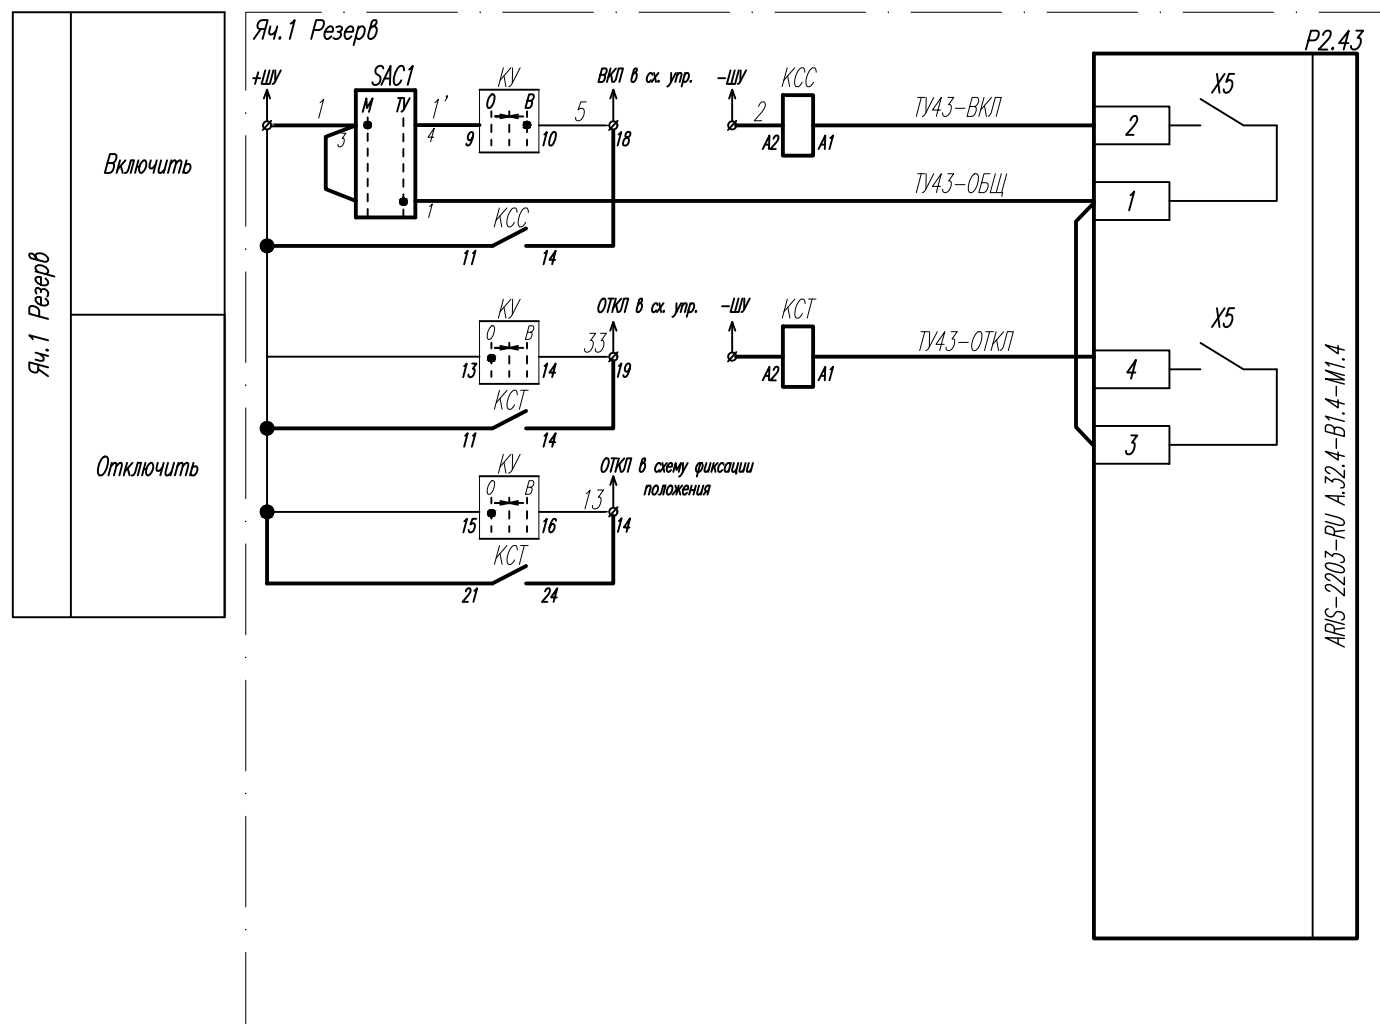 Яч.1 Резерв
Включить
Отключить
Яч.1 Резерв
P2.43
+ШУ
1
SAC1
М
ТУ
3
1'
4
1
КУ
О
В
9
10
5
ВКЛ в сх. упр.
18
-ШУ
2
КСС
А2
А1
ТУ43-ВКЛ
ТУ43-ОБЩ
2
1
X5
КСС
11
14
КУ
О
В
13
14
33
ОТКЛ в сх. упр.
19
-ШУ
КСТ
А2
А1
ТУ43-ОТКЛ
4
3
X5
КСТ
11
14
КУ
О
В
15
16
13
ОТКЛ в схему фиксации
положения
14
КСТ
21
24
ARIS-2203-RU A.32.4-B1.4-M1.4